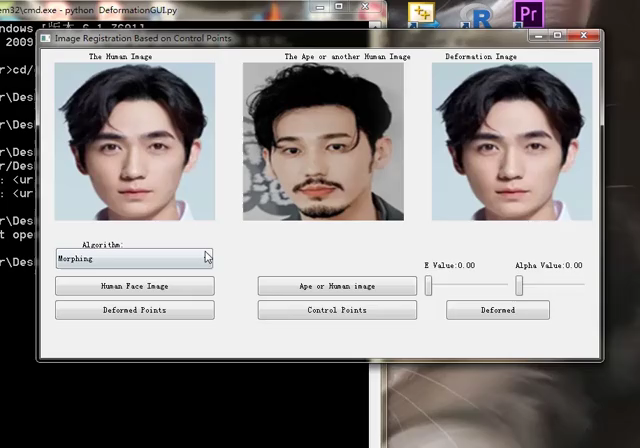 em32\cmd.exe - python DeformationGUI.py
Image Registration Based on Control Points
The Human Image
The Ape or another Human Image
Deformation Image
Algorithm:
Morphing
E Value:0.00
Alpha Value:0.00
Human Face Image
Ape or Human image
Deformed Points
Control Points
Deformed
Pr
R
ndows
2009
r>cd/
r\Des
r\Des
r\Des
r/Des
: <ur
: <ur
r\Des
t ope
r\Des